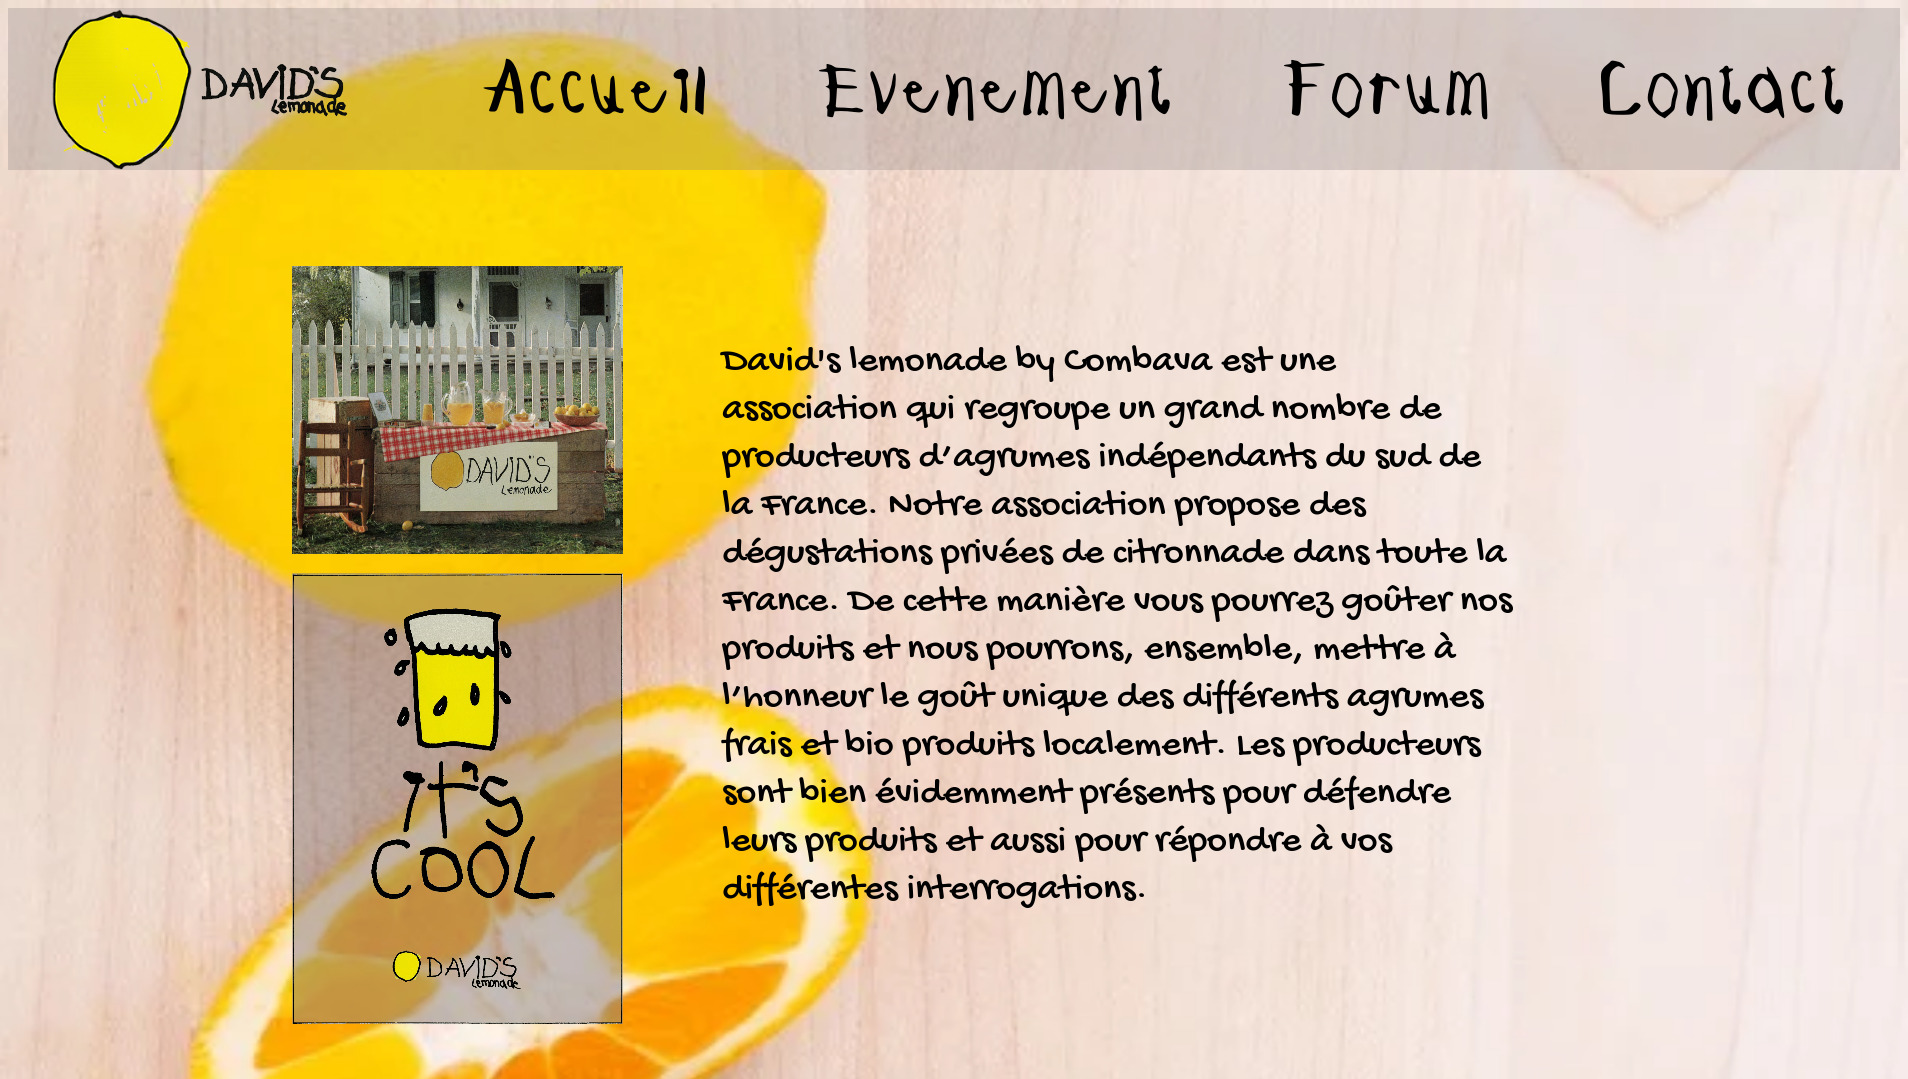 DAVID'S
Lemonade
Accueil
Evenement
Forum
Contact
DAVID'S
Lemonade
David's lemonade by Combava est une
association qui regroupe un grand nombre de
producteurs d'agrumes indépendants du sud de
la France. Notre association propose des
dégustations privées de citronnade dans toute la
France. De cette manière vous pourrez goûter nos
produits et nous pourrons, ensemble, mettre à
l'honneur le goût unique des différents agrumes
frais et bio produits localement. Les producteurs
sont bien évidemment présents pour défendre
leurs produits et aussi pour répondre à vos
différentes interrogations.
it's
COOL
DAVID'S
Lemonade